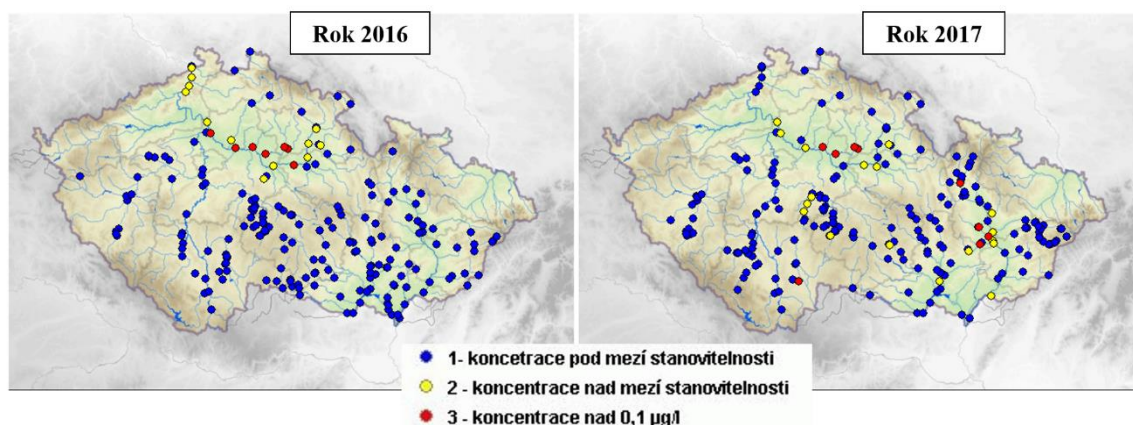 Rok 2016
Rok 2017
1- koncetrace pod mezí stanovitelnosti
2 - koncentrace nad mezí stanovitelnosti
3 - koncentrace nad 0,1 µg/l